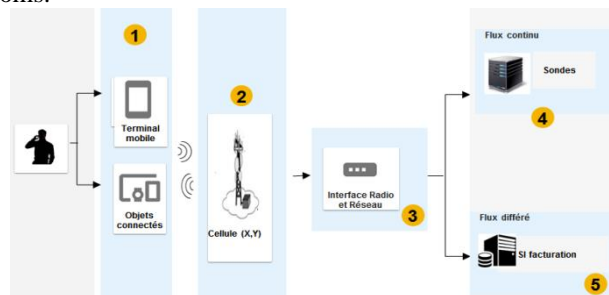 oms.
1
Terminal
mobile
Objets
connectés
2
Cellule (X,Y)
Interface Radio
et Réseau
3
Flux continu
Sondes
4
Flux différé
SI facturation
5